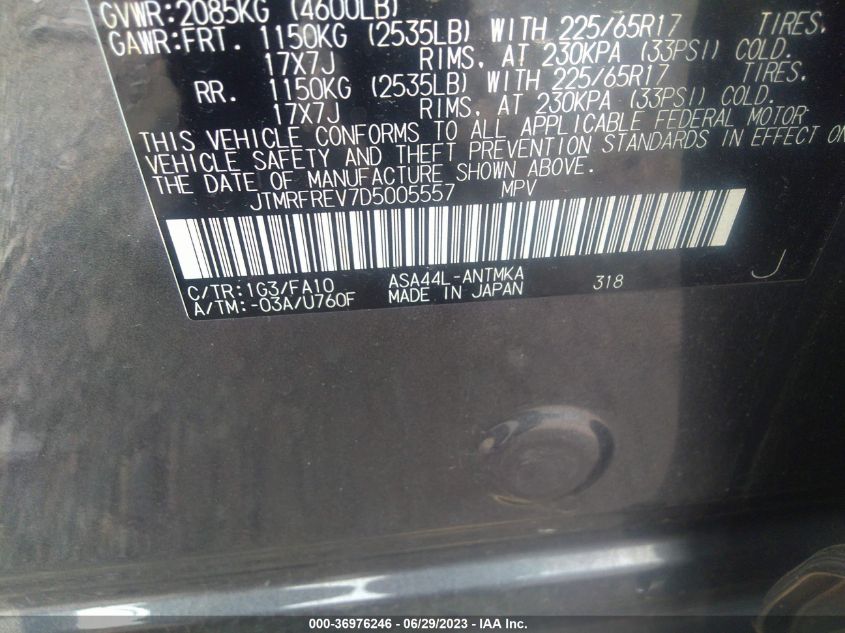 GVWR:2085KG (4600LB)
GAWR:FRT. 1150KG (2535LB) WITH 225/65R17 TIRES,
17X7J RIMS, AT 230KPA (33PSI) COLD.
RR. 1150KG (2535LB) WITH 225/65R17 TIRES,
17X7J RIMS, AT 230KPA (33PSI) COLD.
THIS VEHICLE CONFORMS TO ALL APPLICABLE FEDERAL MOTOR
VEHICLE SAFETY AND THEFT PREVENTION STANDARDS IN EFFECT ON
THE DATE OF MANUFACTURE SHOWN ABOVE.
JTMRFREV7D5005557 MPV
C/TR:1G3/FA10 ASA44L-ANTMKA 318 J
A/TM:-03A/U760F MADE IN JAPAN
000-36976246 - 06/29/2023 - IAA Inc.